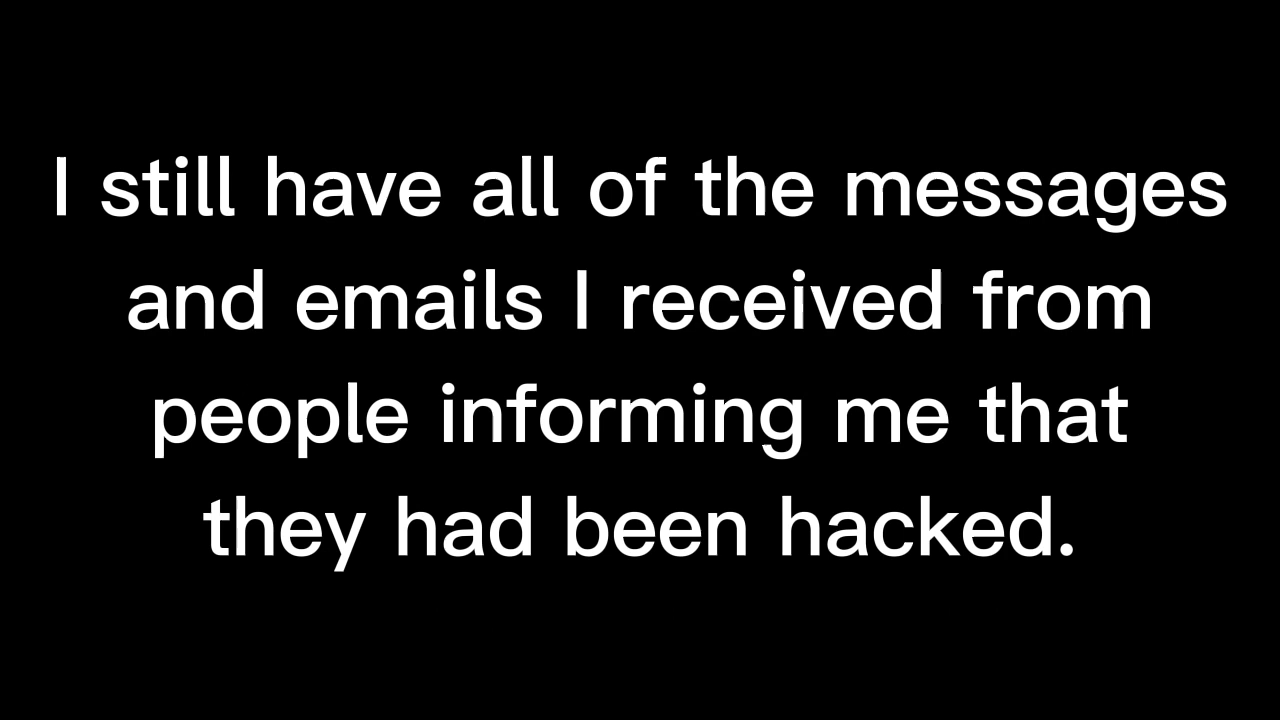 I still have all of the messages
and emails I received from
people informing me that
they had been hacked.